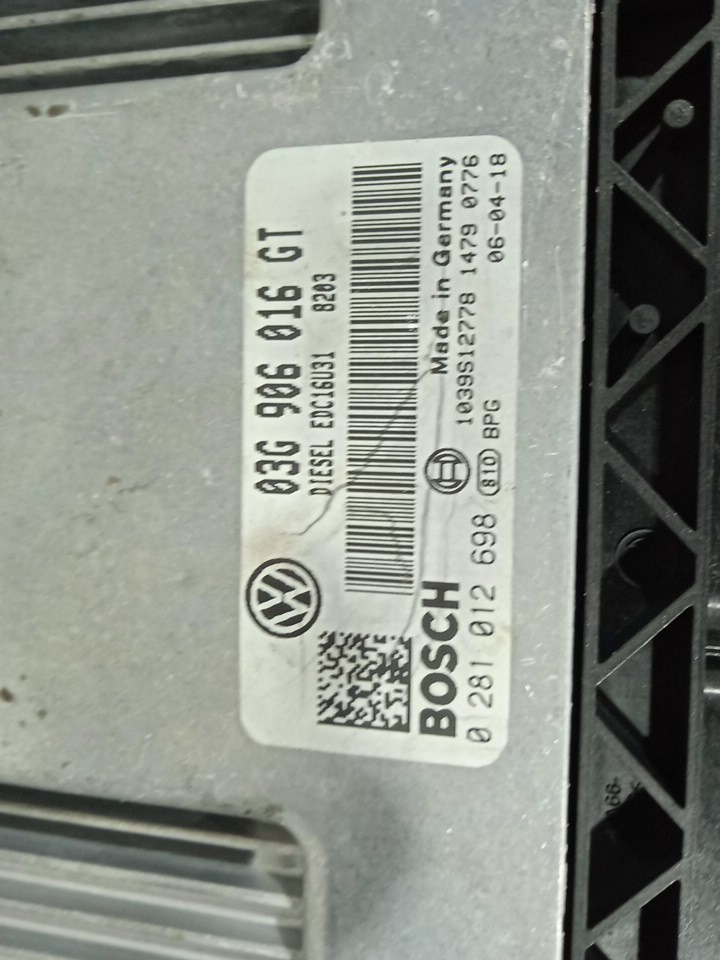 03G 906 016 GT
DIESEL EDC16U31 8203
BOSCH
Made in Germany
1039S12778 1479 0776
0 281 012 698
810
BPG
06-04-18